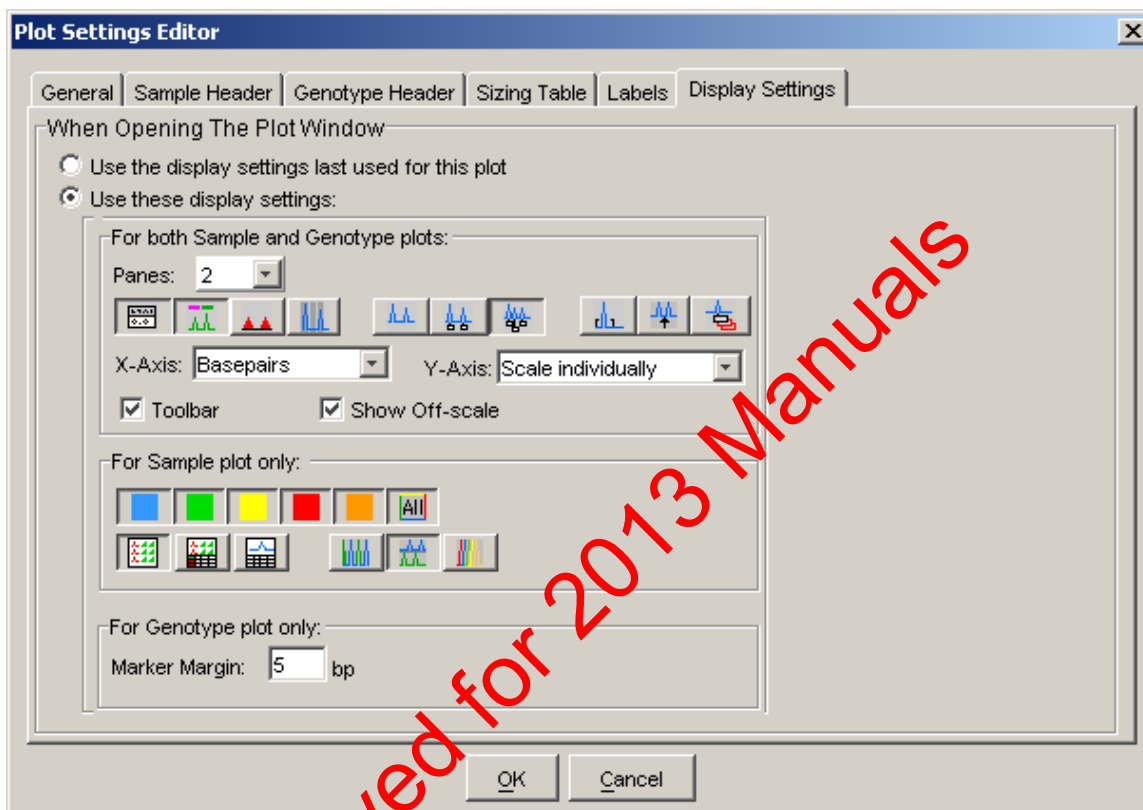 Plot Settings Editor
General Sample Header Genotype Header Sizing Table Labels Display Settings
When Opening The Plot Window
Use the display settings last used for this plot
Use these display settings:
For both Sample and Genotype plots:
Panes: 2
X-Axis: Basepairs Y-Axis: Scale individually
Toolbar Show Off-scale
For Sample plot only:
All
For Genotype plot only:
Marker Margin: 5 bp
OK Cancel
for 2013 Manuals